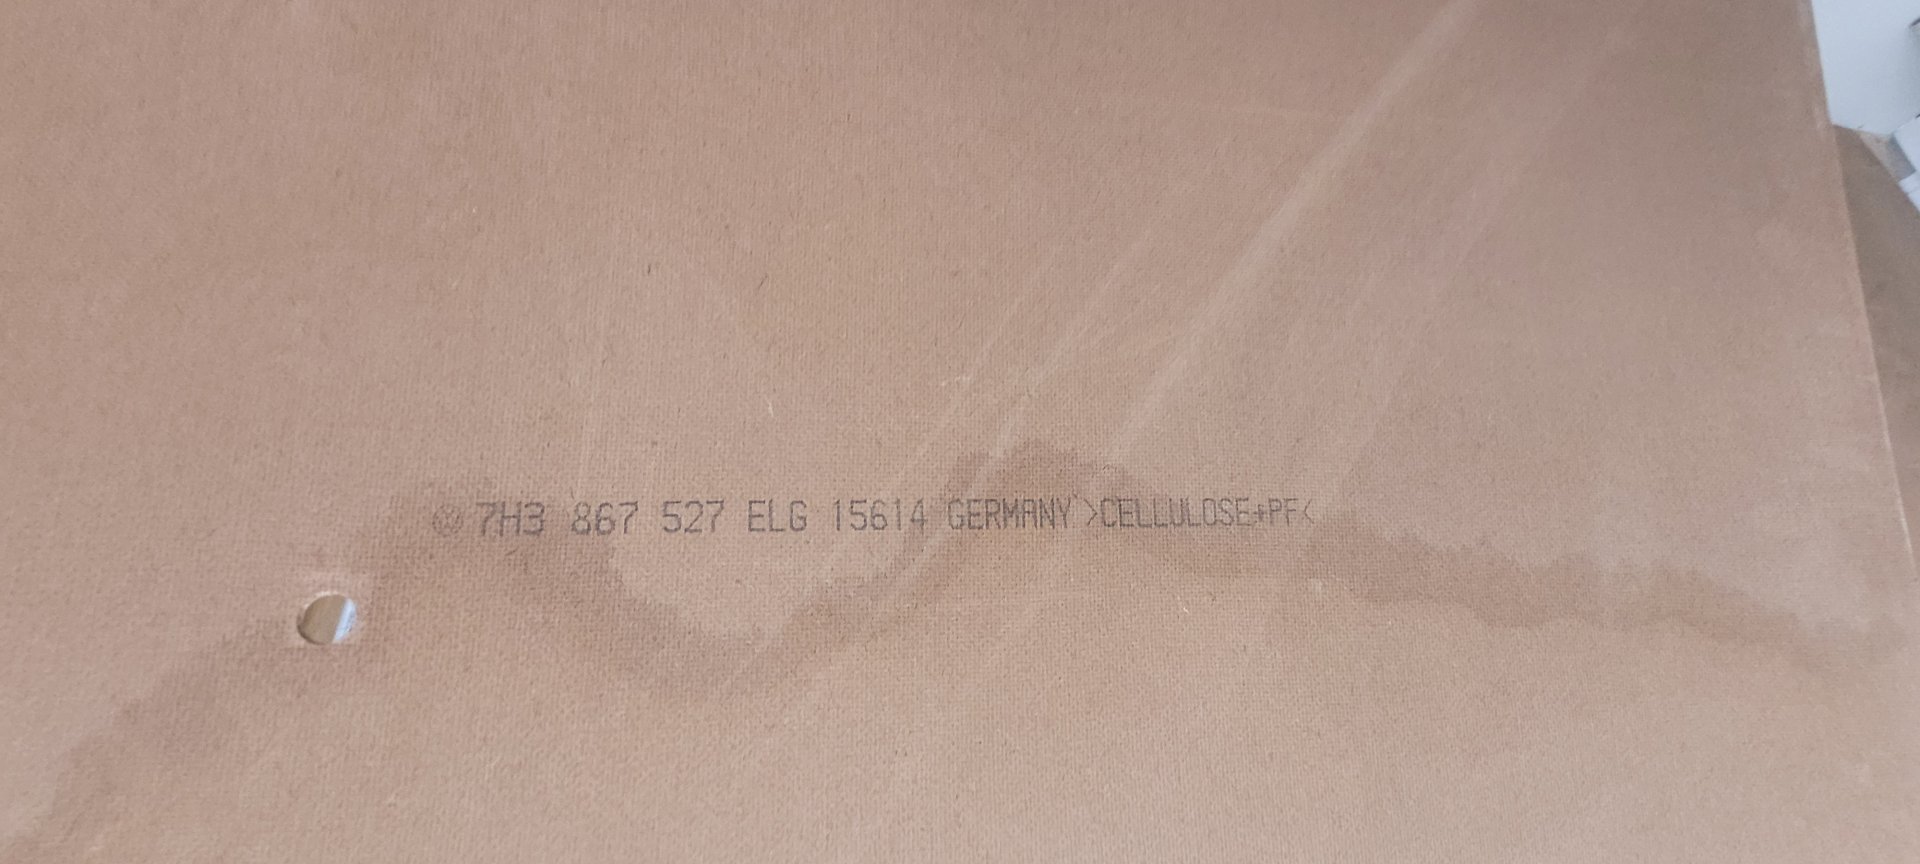 7H3 867 527 ELG 15614 GERMANY >CELLULOSE+PF<